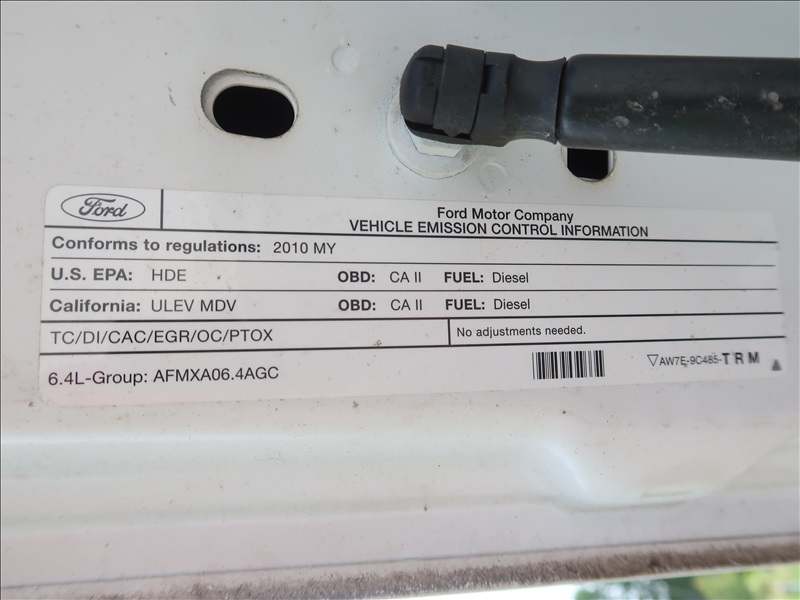 Ford
Ford Motor Company
VEHICLE EMISSION CONTROL INFORMATION
Conforms to regulations: 2010 MY
U.S. EPA: HDE OBD: CA II FUEL: Diesel
California: ULEV MDV OBD: CA II FUEL: Diesel
TC/DI/CAC/EGR/OC/PTOX No adjustments needed.
6.4L-Group: AFMXA06.4AGC ▽AW7E-9C485-TRM